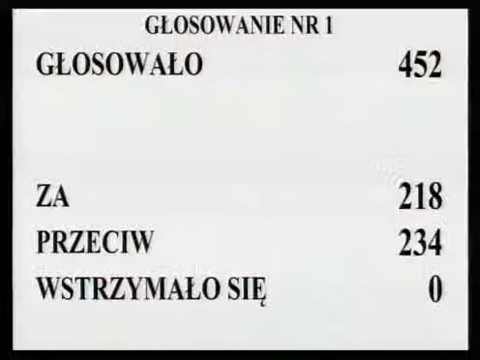 GŁOSOWANIE NR 1
GŁOSOWAŁO 452
ZA 218
PRZECIW 234
WSTRZYMAŁO SIĘ 0